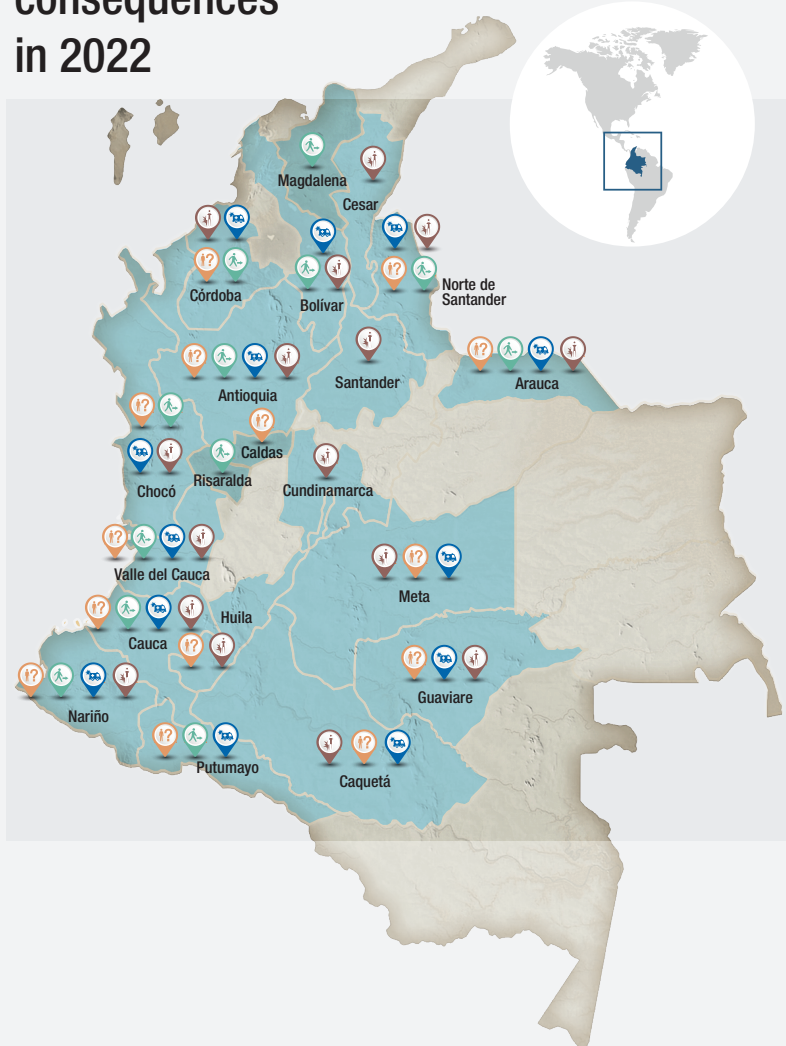 consequences
in 2022
Magdalena
Cesar
Córdoba
Bolívar
Norte de
Santander
Antioquia
Santander
Arauca
Caldas
Risaralda
Chocó
Cundinamarca
Valle del Cauca
Meta
Huila
Cauca
Guaviare
Nariño
Putumayo
Caquetá